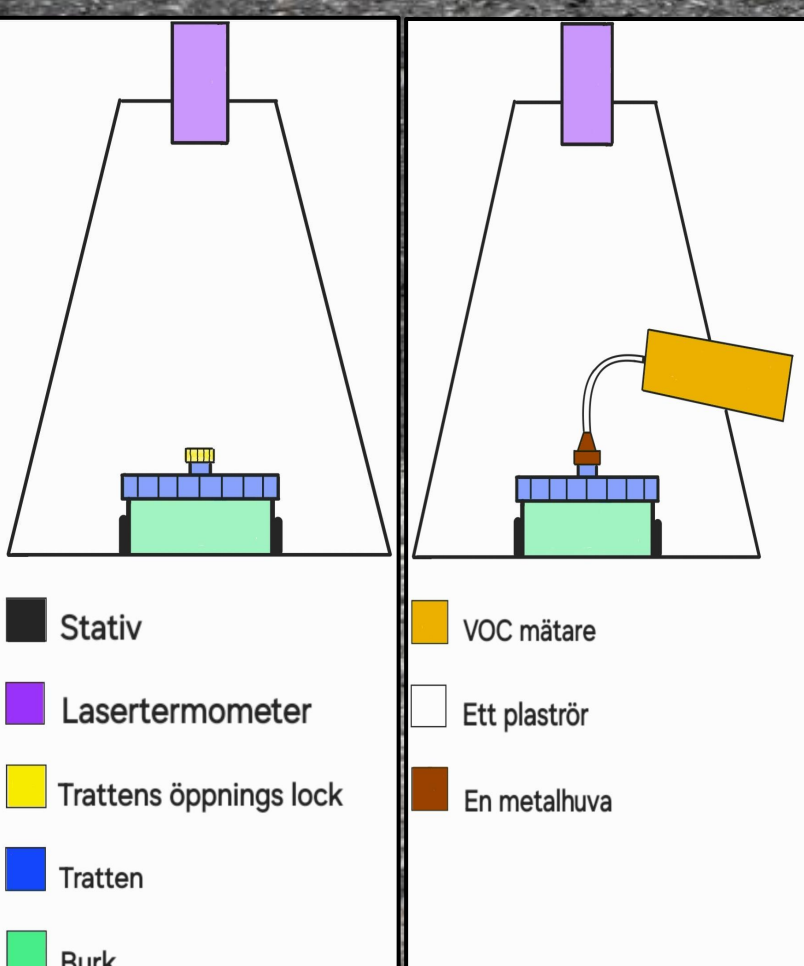 Stativ
Lasertermometer
Trattens öppnings lock
Tratten
Burk
VOC mätare
Ett plaströr
En metalhuva